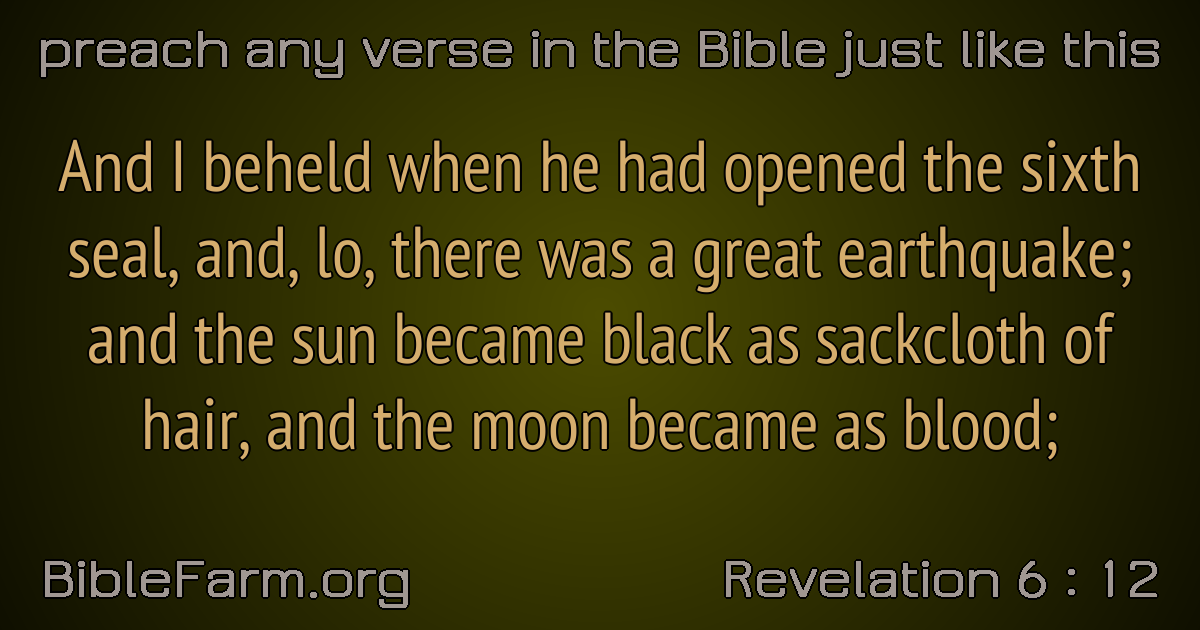 preach any verse in the Bible just like this
And I beheld when he had opened the sixth
seal, and, lo, there was a great earthquake;
and the sun became black as sackcloth of
hair, and the moon became as blood;
BibleFarm.org
Revelation 6 : 12